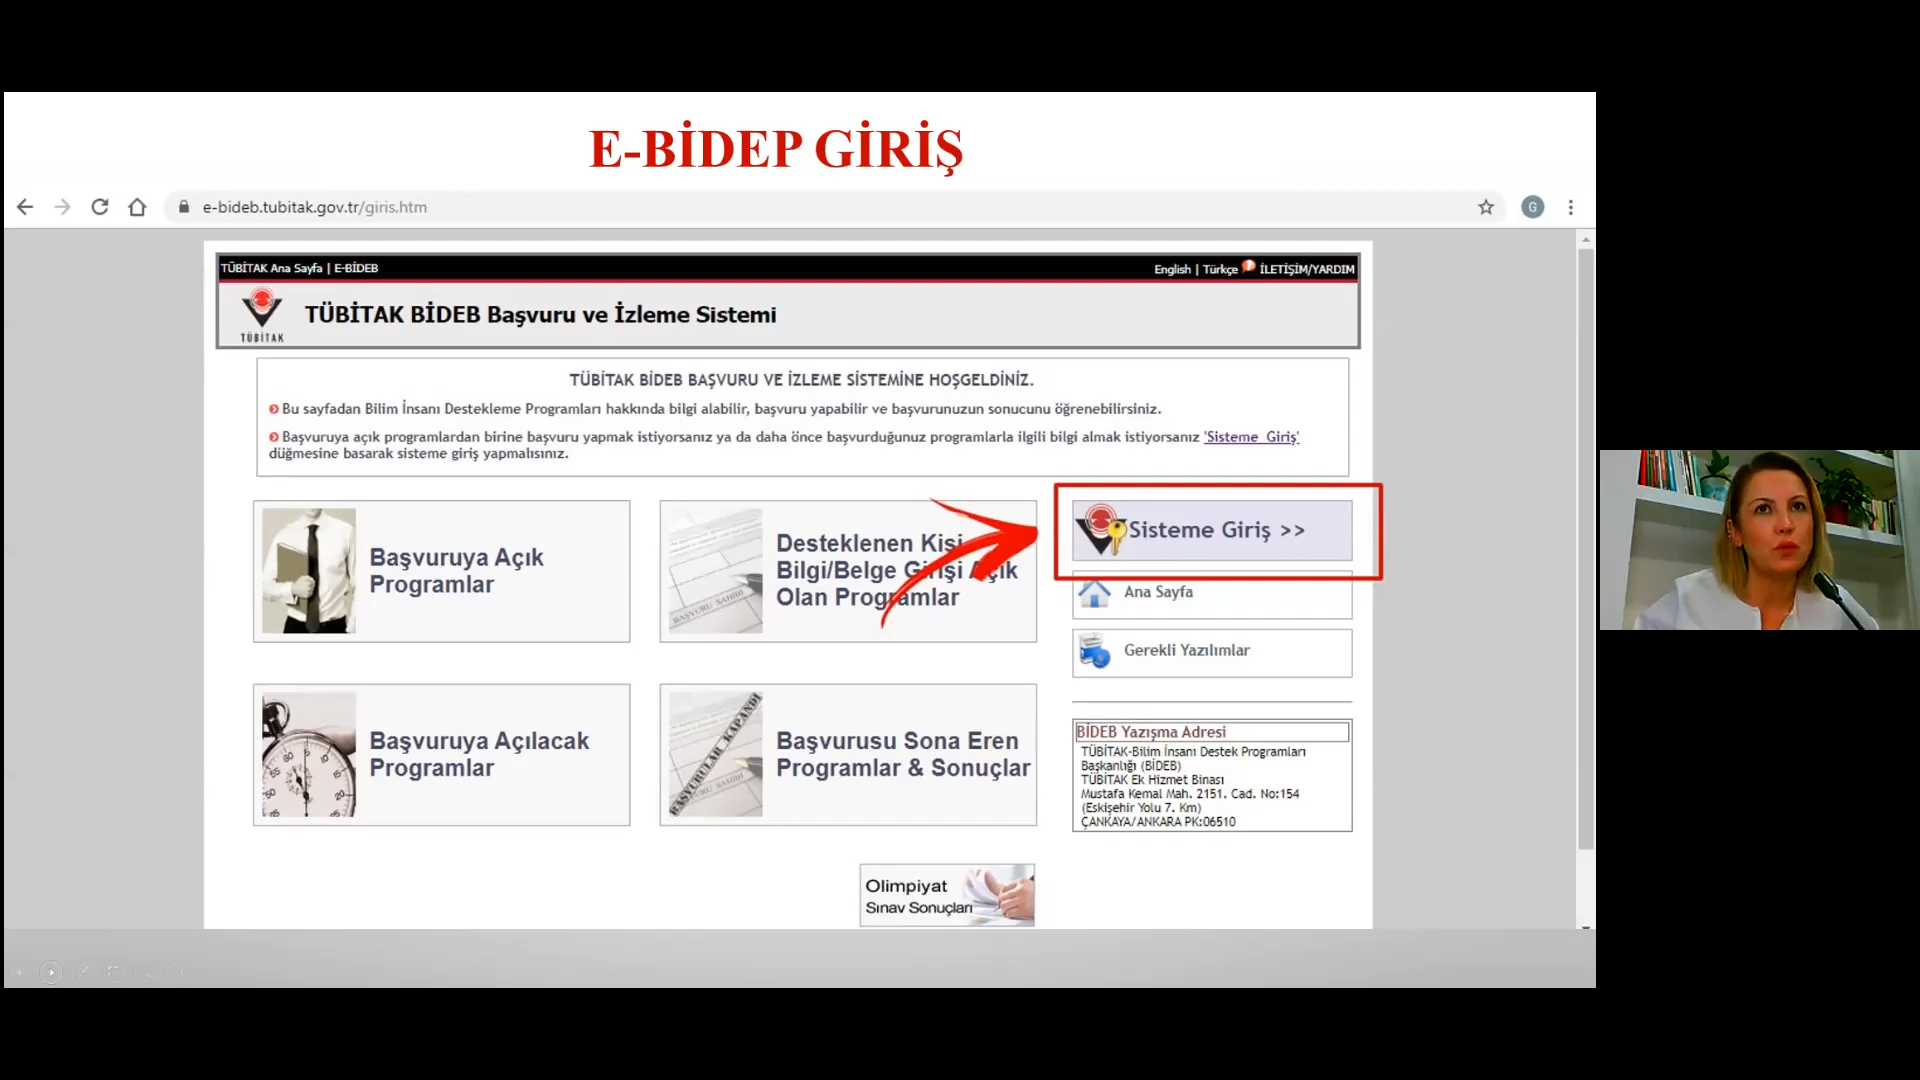 E-BİDEP GİRİŞ
e-bideb.tubitak.gov.tr/giris.htm
G
TÜBİTAK Ana Sayfa | E-BİDEB
English | Türkçe İLETİŞİM/YARDIM
TÜBİTAK
TÜBİTAK BİDEB Başvuru ve İzleme Sistemi
TÜBİTAK BİDEB BAŞVURU VE İZLEME SİSTEMİNE HOŞGELDİNİZ.
Bu sayfadan Bilim İnsanı Destekleme Programları hakkında bilgi alabilir, başvuru yapabilir ve başvurunuzun sonucunu öğrenebilirsiniz.
Başvuruya açık programlardan birine başvuru yapmak istiyorsanız ya da daha önce başvurduğunuz programlarla ilgili bilgi almak istiyorsanız 'Sisteme Giriş'
düğmesine basarak sisteme giriş yapmalısınız.
Başvuruya Açık
Programlar
BAŞVURU SAHİBİ
Desteklenen Kişi
Bilgi/Belge Girişi Açık
Olan Programlar
Sisteme Giriş >>
Ana Sayfa
Gerekli Yazılımlar
Başvuruya Açılacak
Programlar
BAŞVURULAR KAPANDI
Başvurusu Sona Eren
Programlar & Sonuçlar
BİDEB Yazışma Adresi
TÜBİTAK-Bilim İnsanı Destek Programları
Başkanlığı (BİDEB)
TÜBİTAK Ek Hizmet Binası
Mustafa Kemal Mah. 2151. Cad. No:154
(Eskişehir Yolu 7. Km)
ÇANKAYA/ANKARA PK:06510
Olimpiyat
Sınav Sonuçları